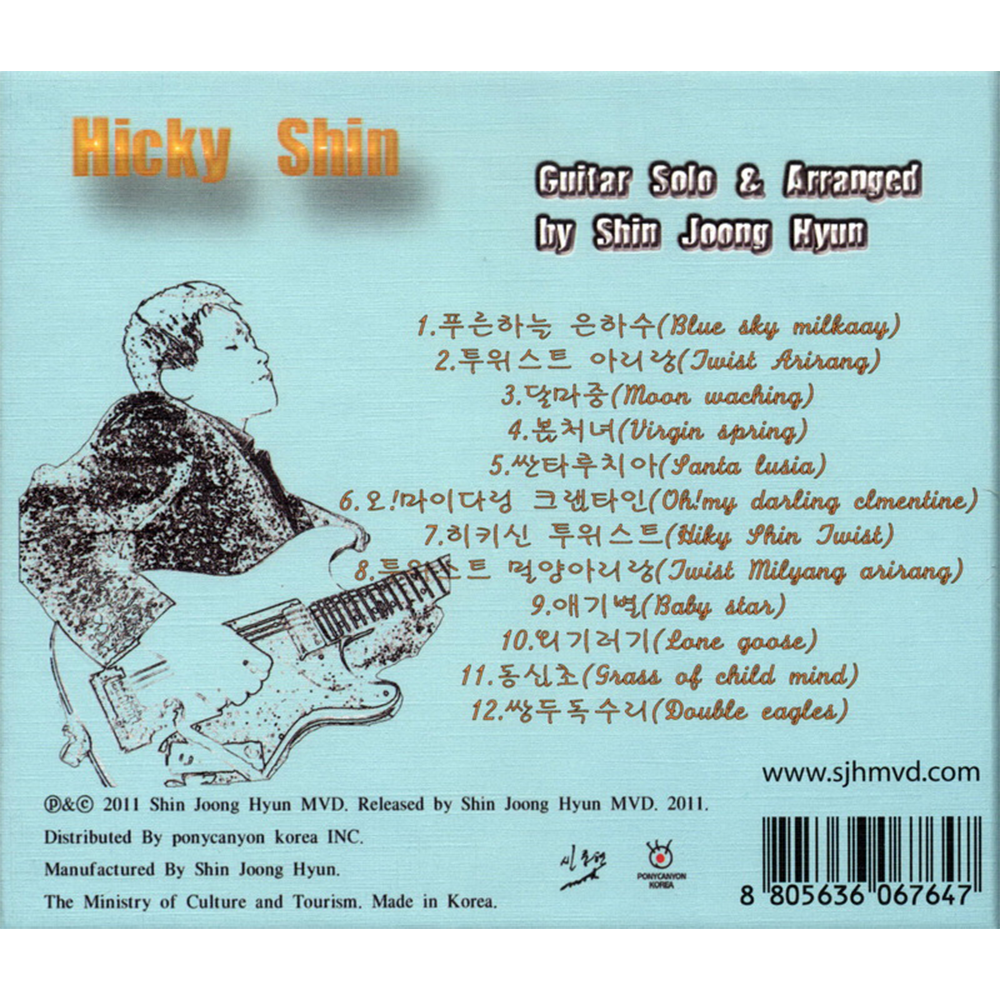 Hicky Shin
Guitar Solo & Arranged
by Shin Joong Hyun
1.푸른하늘 은하수(Blue sky milkaay)
2.투위스트 아리랑(Twist Arirang)
3.달마중(Moon waching)
4.봄처녀(Virgin spring)
5.싼타루치아(Santa lusia)
6.오!마이다링 크렌타인(Oh!my darling clmentine)
7.히키신 투위스트(Hiky Shin Twist)
8.투위스트 밀양아리랑(Twist Milyang arirang)
9.애기별(Baby star)
10.외기러기(Lone goose)
11.동신초(Grass of child mind)
12.쌍두독수리(Double eagles)
www.sjhmvd.com
℗&© 2011 Shin Joong Hyun MVD. Released by Shin Joong Hyun MVD. 2011.
Distributed By ponycanyon korea INC.
Manufactured By Shin Joong Hyun.
The Ministry of Culture and Tourism. Made in Korea.
신중현
PONYCANYON
KOREA
8 805636 067647